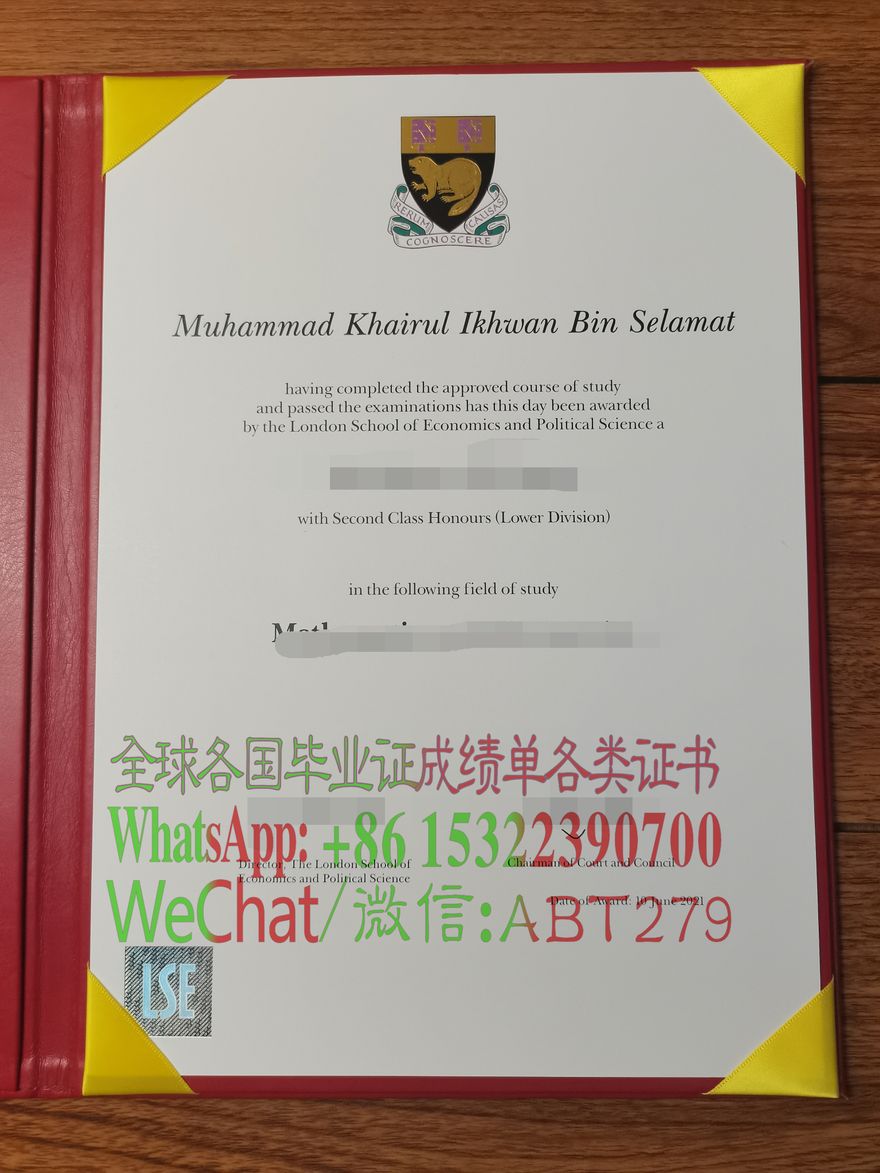 RERUM CAUSAS
COGNOSCERE
Muhammad Khairul Ikhwan Bin Selamat
having completed the approved course of study
and passed the examinations has this day been awarded
by the London School of Economics and Political Science a
with Second Class Honours (Lower Division)
in the following field of study
全球各国毕业证成绩单各类证书
WhatsApp: +86 15322390700
Director, The London School of
Economics and Political Science
Chairman of Court and Council
WeChat/微信:ABT279
Date of Award: 10 June 2021
LSE